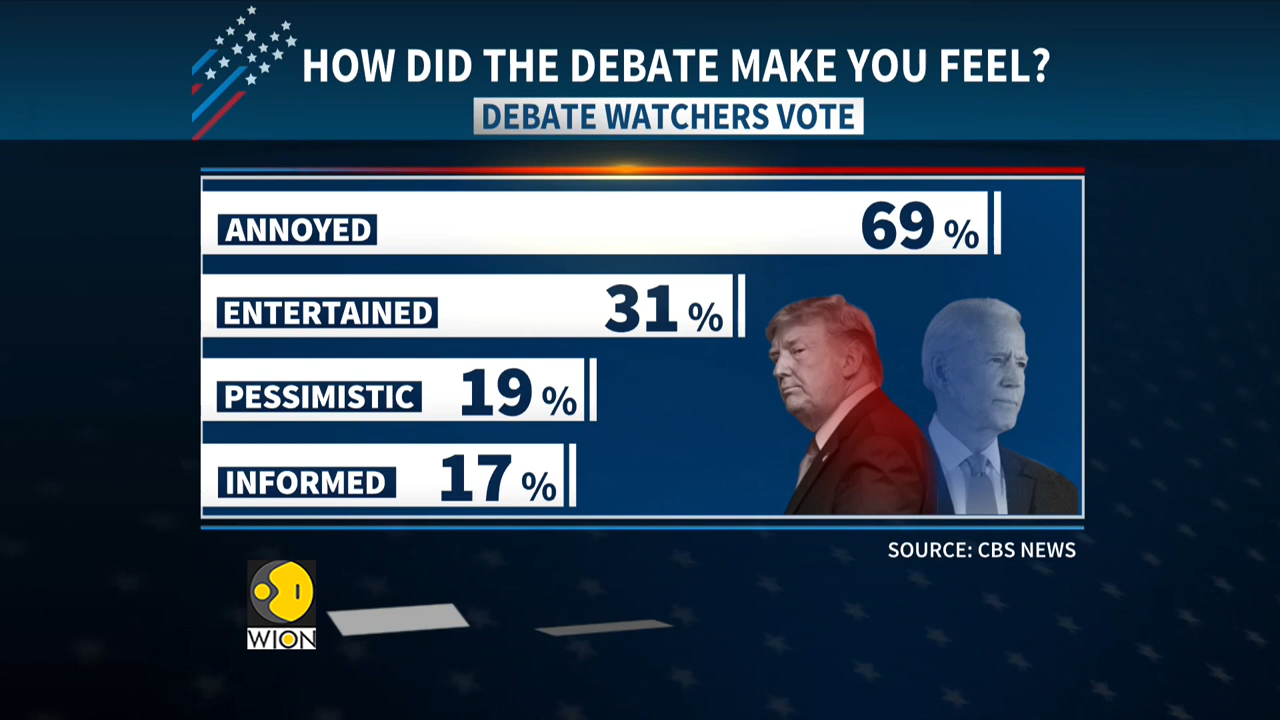 HOW DID THE DEBATE MAKE YOU FEEL?
DEBATE WATCHERS VOTE
ANNOYED 69 %
ENTERTAINED 31 %
PESSIMISTIC 19 %
INFORMED 17 %
SOURCE: CBS NEWS
WION